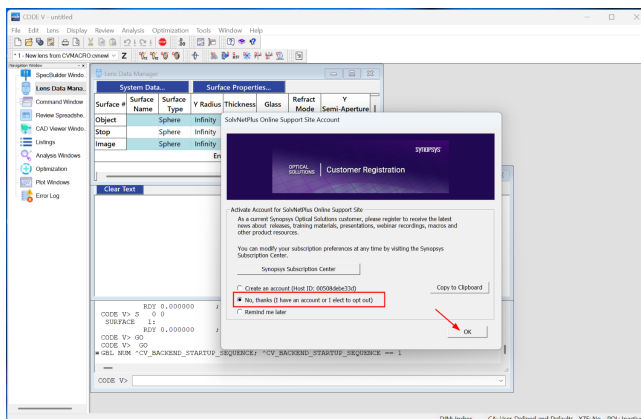 CODE V - untitled
File Edit Lens Display Review Analysis Optimization Tools Window Help
* 1 - New lens from CVMACRO:cvnewl
Navigation Window
SpecBuilder Windo..
Lens Data Mana...
Command Window
Review Spreadshe..
CAD Viewer Windo..
Listings
Analysis Windows
Optimization
Plot Windows
Error Log
Lens Data Manager
System Data...
Surface Properties...
Surface #
Surface Name
Surface Type
Y Radius
Thickness
Glass
Refract Mode
Y Semi-Aperture
Object Sphere Infinity
Stop Sphere Infinity
Image Sphere Infinity
En
Clear Text
RDY 0.000000 ;
CODE V> S 0 0
SURFACE 1:
RDY 0.000000 ;
CODE V> GO
CODE V> GO
GBL NUM ^CV_BACKEND_STARTUP_SEQUENCE; ^CV_BACKEND_STARTUP_SEQUENCE == 1
CODE V>
SolvNetPlus Online Support Site Account
SYNOPSYS
OPTICAL SOLUTIONS
Customer Registration
Activate Account for SolvNetPlus Online Support Site
As a current Synopsys Optical Solutions customer, please register to receive the latest
news about releases, training materials, presentations, webinar recordings, macros and
other product resources.
You can modify your subscription preferences at any time by visiting the Synopsys
Subscription Center.
Synopsys Subscription Center
Create an account (Host ID: 00508debe33d)
Copy to Clipboard
No, thanks (I have an account or I elect to opt out)
Remind me later
OK